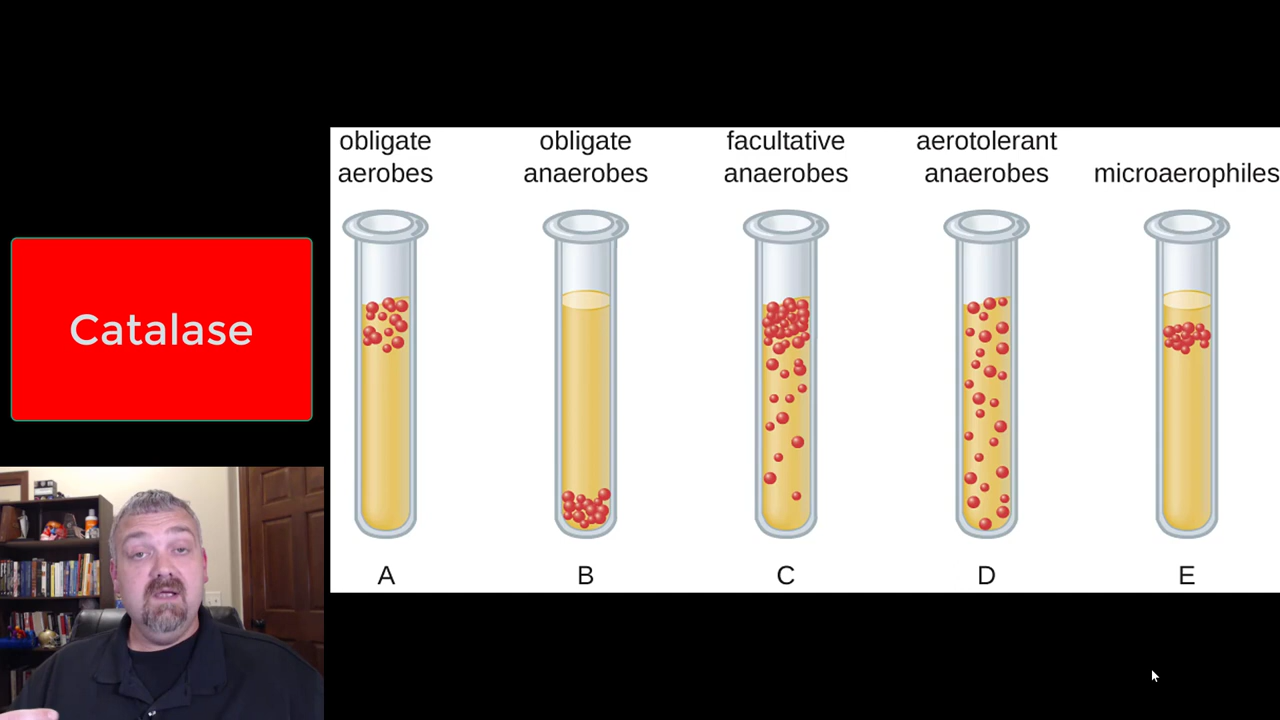 obligate
aerobes
obligate
anaerobes
facultative
anaerobes
aerotolerant
anaerobes
microaerophiles
Catalase
A
B
C
D
E